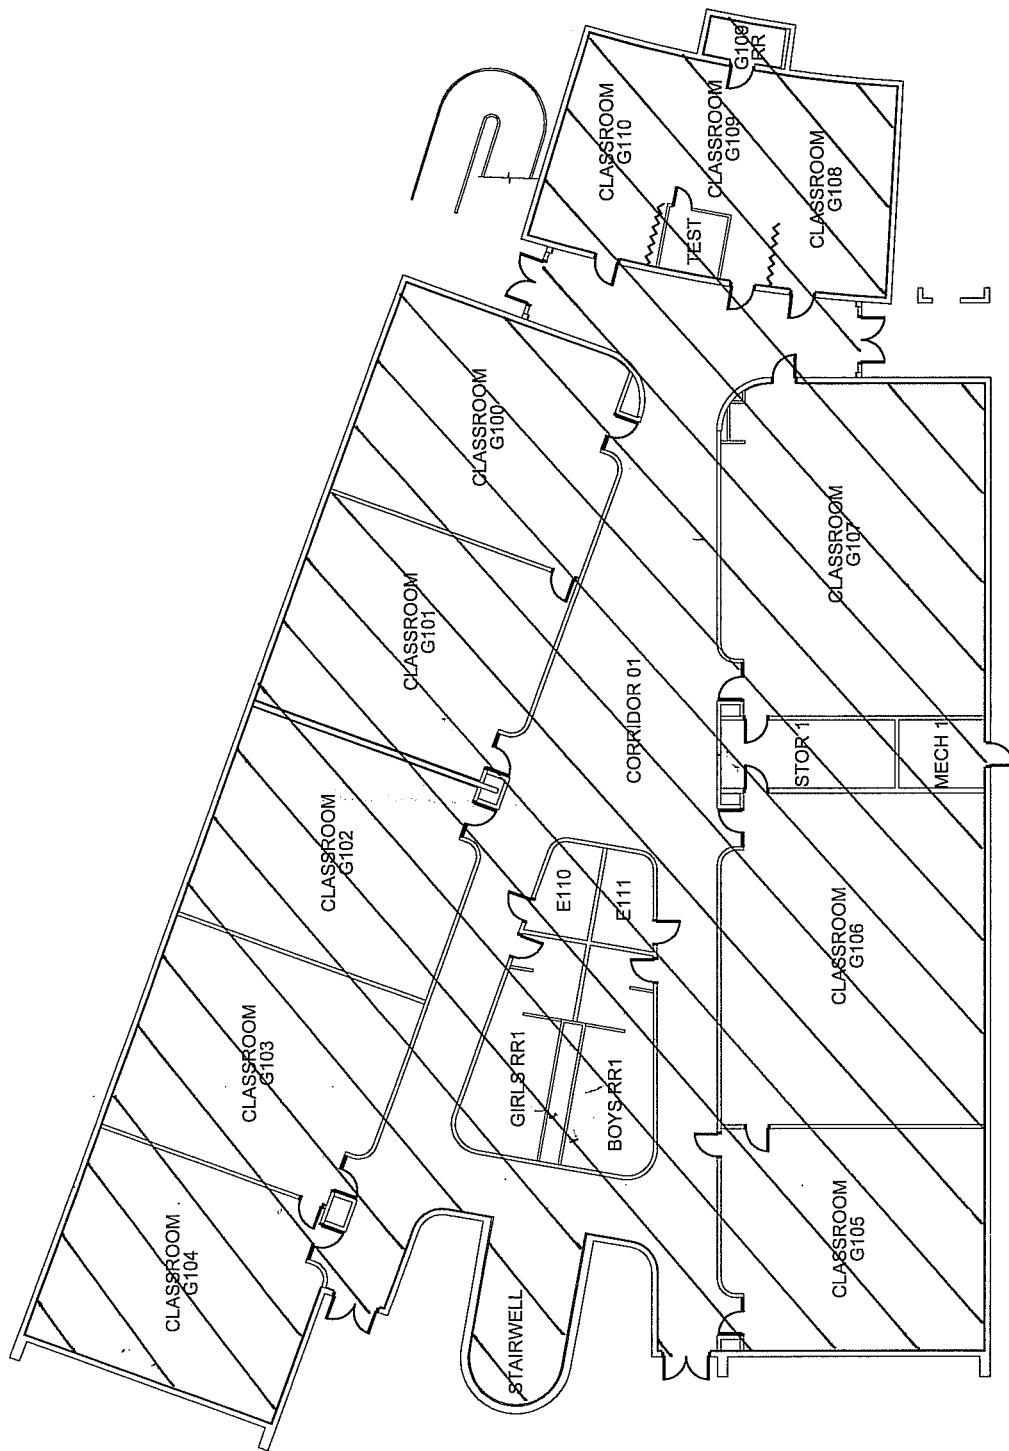 G109
RR
CLASSROOM
G110
CLASSROOM
G109
CLASSROOM
G108
TEST
CLASSROOM
G100
CLASSROOM
G101
CLASSROOM
G107
CORRIDOR 01
STOR 1
MECH 1
CLASSROOM
G102
E110
E111
CLASSROOM
G106
CLASSROOM
G103
GIRLS RR1
BOYS RR1
CLASSROOM
G104
CLASSROOM
G105
STAIRWELL